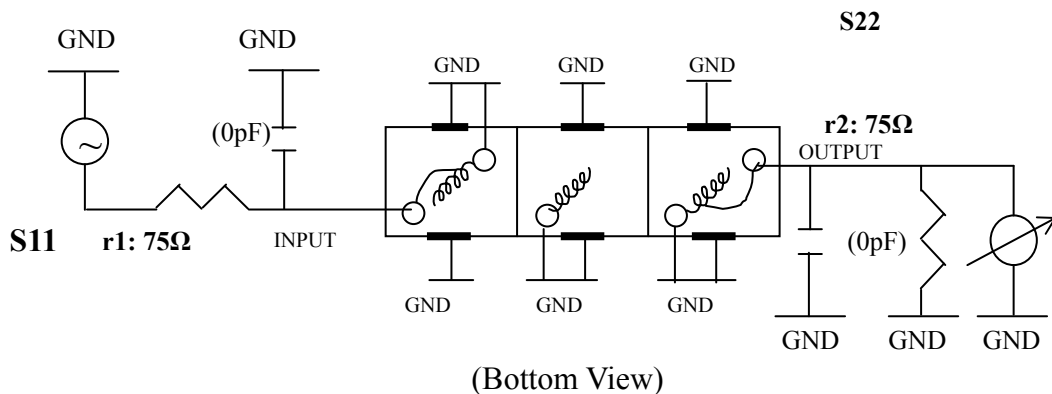 S22
GND
GND
GND
GND
GND
(0pF)
r2: 75Ω
OUTPUT
S11
r1: 75Ω
INPUT
(0pF)
GND
GND
GND
GND
GND
GND
(Bottom View)